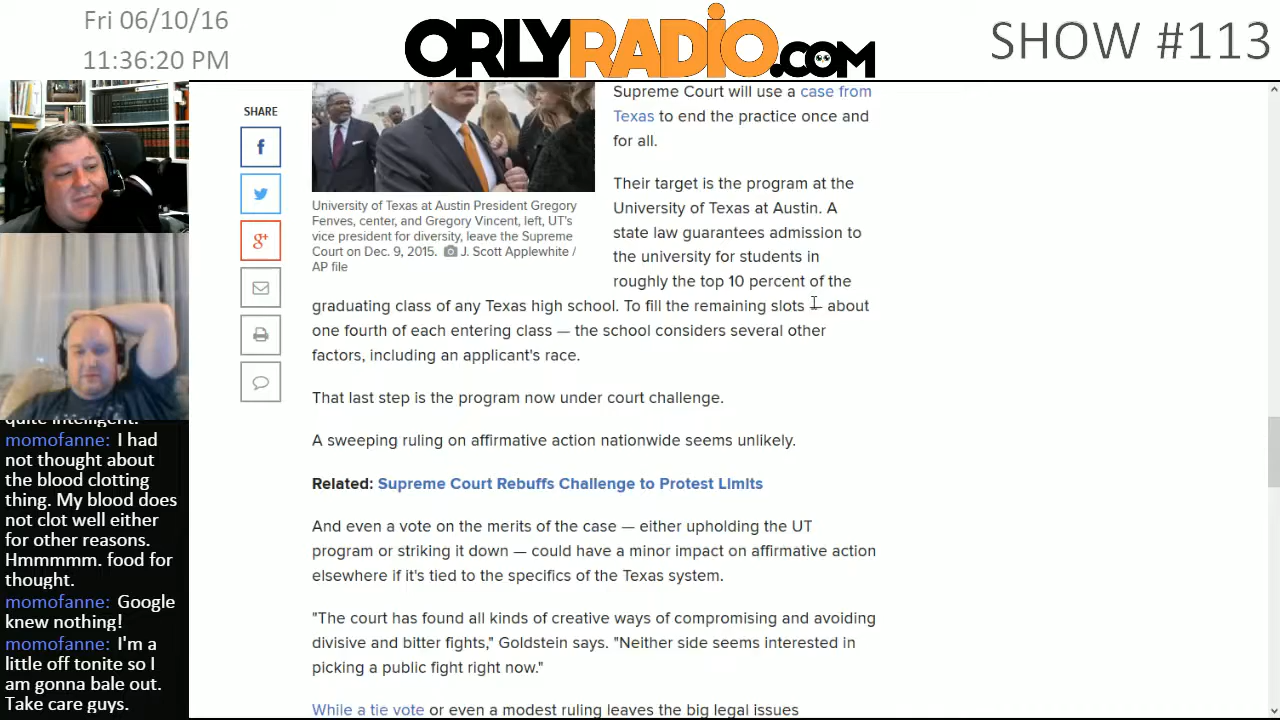 Fri 06/10/16
11:36:20 PM
ORLYRADiO.COM
SHOW #113
SHARE
f
g+
University of Texas at Austin President Gregory
Fenves, center, and Gregory Vincent, left, UT's
vice president for diversity, leave the Supreme
Court on Dec. 9, 2015. J. Scott Applewhite /
AP file
Supreme Court will use a case from
Texas to end the practice once and
for all.
Their target is the program at the
University of Texas at Austin. A
state law guarantees admission to
the university for students in
roughly the top 10 percent of the
graduating class of any Texas high school. To fill the remaining slots — about
one fourth of each entering class — the school considers several other
factors, including an applicant's race.
That last step is the program now under court challenge.
A sweeping ruling on affirmative action nationwide seems unlikely.
Related: Supreme Court Rebuffs Challenge to Protest Limits
And even a vote on the merits of the case — either upholding the UT
program or striking it down — could have a minor impact on affirmative action
elsewhere if it's tied to the specifics of the Texas system.
"The court has found all kinds of creative ways of compromising and avoiding
divisive and bitter fights," Goldstein says. "Neither side seems interested in
picking a public fight right now."
While a tie vote or even a modest ruling leaves the big legal issues
quite intelligent.
momofanne: I had
not thought about
the blood clotting
thing. My blood does
not clot well either
for other reasons.
Hmmmmm. food for
thought.
momofanne: Google
knew nothing!
momofanne: I'm a
little off tonite so I
am gonna bale out.
Take care guys.